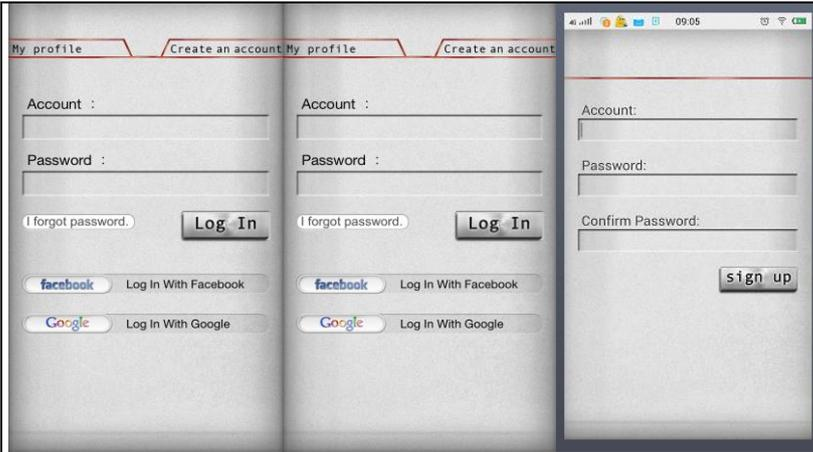 My profile
Create an account
Account :
Password :
I forgot password.
Log In
facebook
Log In With Facebook
Google
Log In With Google
My profile
Create an account
Account :
Password :
I forgot password.
Log In
facebook
Log In With Facebook
Google
Log In With Google
09:05
Account:
Password:
Confirm Password:
sign up